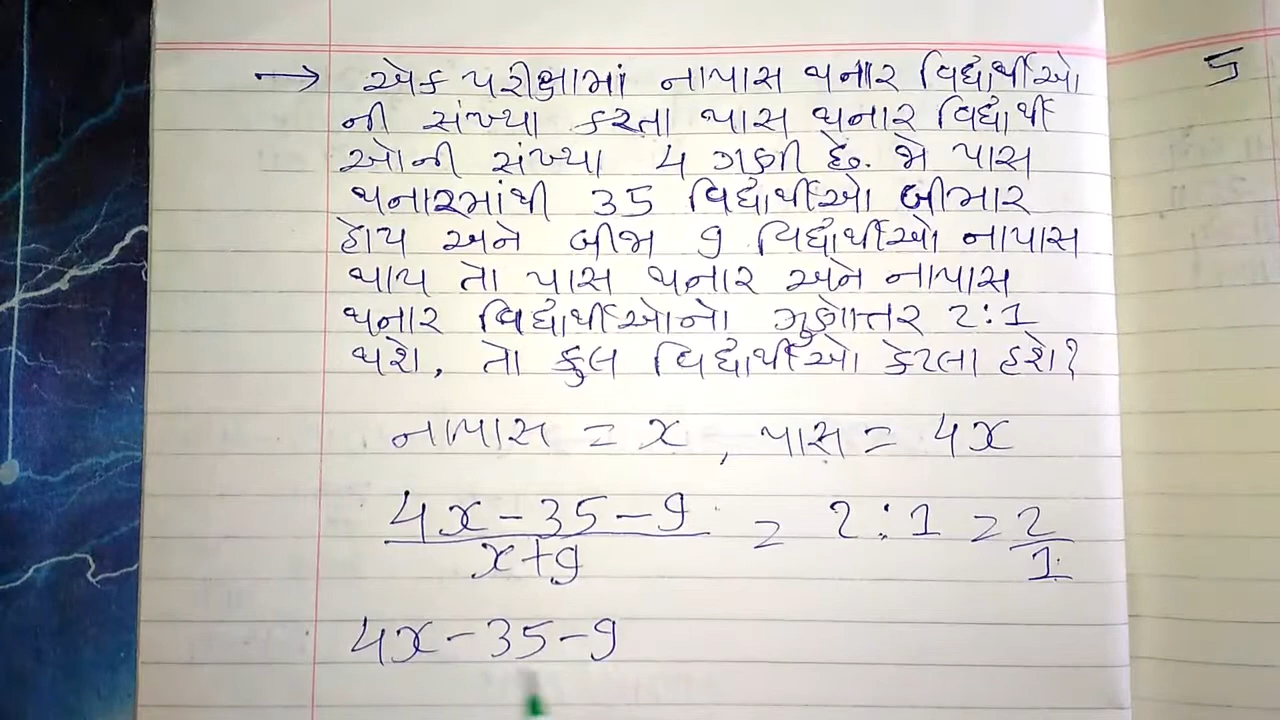 5
→ એક પરીક્ષામાં નાપાસ થનાર વિદ્યાર્થીઓ
ની સંખ્યા કરતા પાસ થનાર વિદ્યાર્થી
ઓની સંખ્યા 4 ગણી છે. જો પાસ
થનારમાંથી 35 વિદ્યાર્થીઓ બીમાર
હોય અને બીજા 9 વિદ્યાર્થીઓ નાપાસ
થાય તો પાસ થનાર અને નાપાસ
થનાર વિદ્યાર્થીઓનો ગુણોત્તર 2:1
થશે, તો કુલ વિદ્યાર્થીઓ કેટલા હશે?
નાપાસ = x, પાસ = 4x
4x-35-9
x+9
= 2:1 = 2/1
4x-35-9